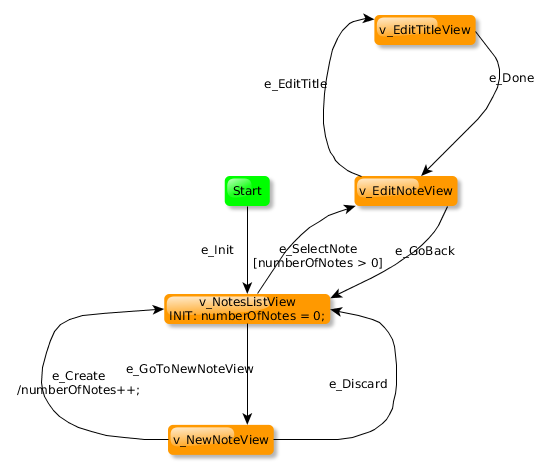 v_EditTitleView
e_EditTitle
e_Done
Start
v_EditNoteView
e_Init
e_SelectNote
[numberOfNotes > 0]
e_GoBack
v_NotesListView
INIT: numberOfNotes = 0;
e_GoToNewNoteView
e_Create
/numberOfNotes++;
e_Discard
v_NewNoteView